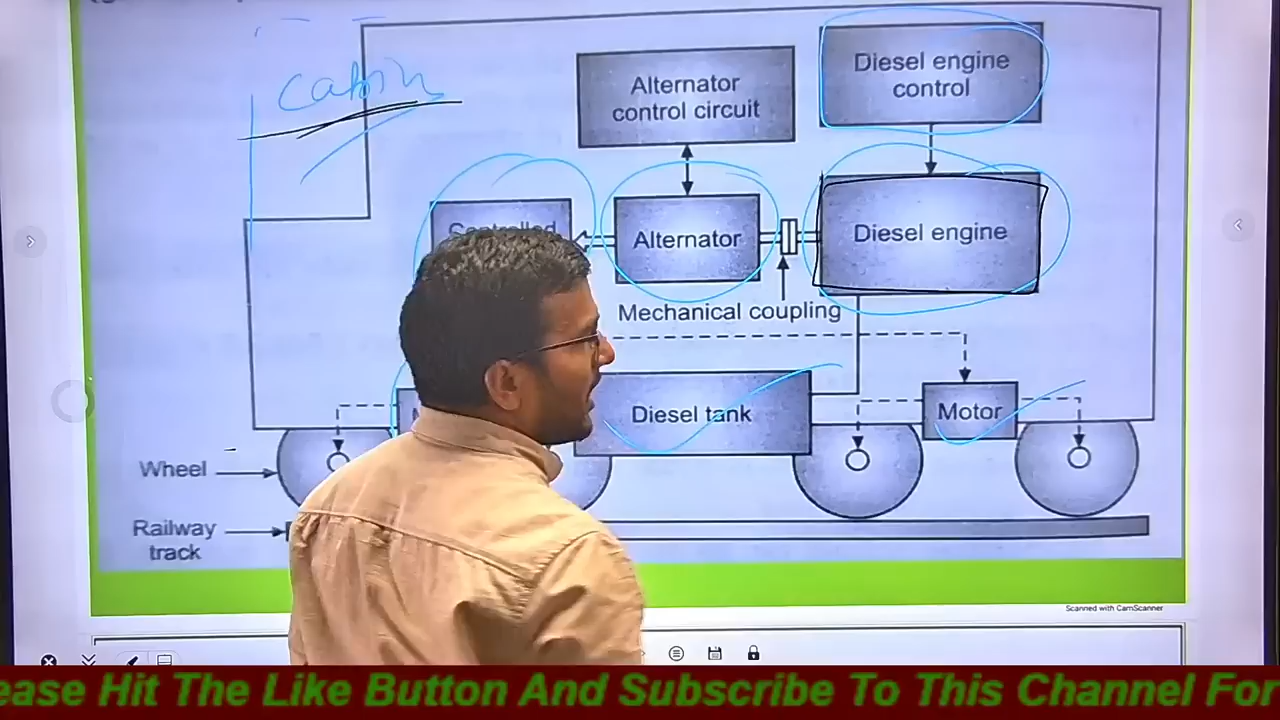 cabin
Alternator
control circuit
Diesel engine
control
Controlled
Alternator
Diesel engine
Mechanical coupling
Diesel tank
Motor
Wheel
Railway
track
Scanned with CamScanner
ease Hit The Like Button And Subscribe To This Channel For